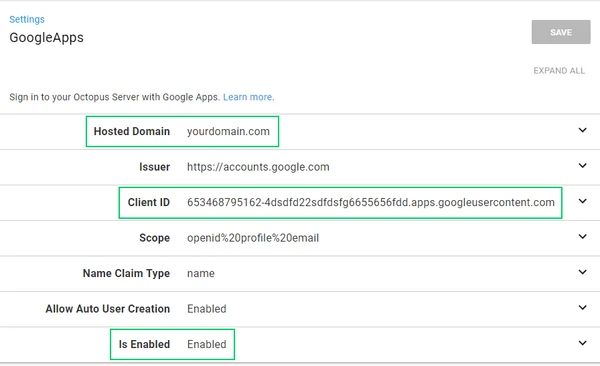 Settings
GoogleApps
SAVE
EXPAND ALL
Sign in to your Octopus Server with Google Apps. Learn more.
Hosted Domain yourdomain.com
Issuer https://accounts.google.com
Client ID 653468795162-4dsdfd22sdfdsfg6655656fdd.apps.googleusercontent.com
Scope openid%20profile%20email
Name Claim Type name
Allow Auto User Creation Enabled
Is Enabled Enabled